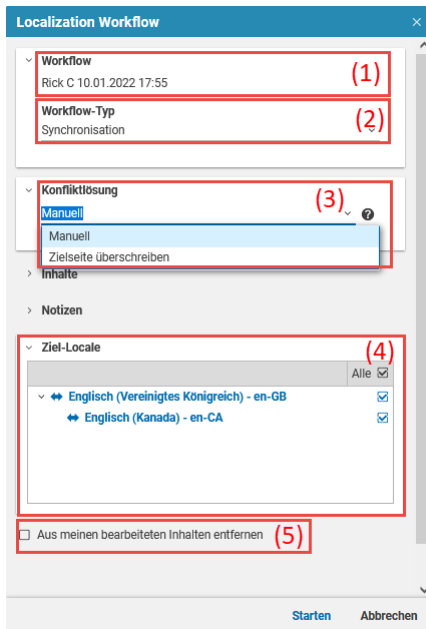 Localization Workflow
Workflow
Rick C 10.01.2022 17:55
(1)
Workflow-Typ
Synchronisation
(2)
Konfliktlösung
Manuell
(3)
Manuell
Zielseite überschreiben
Inhalte
Notizen
Ziel-Locale
(4)
Alle
Englisch (Vereinigtes Königreich) - en-GB
Englisch (Kanada) - en-CA
Aus meinen bearbeiteten Inhalten entfernen (5)
Starten Abbrechen